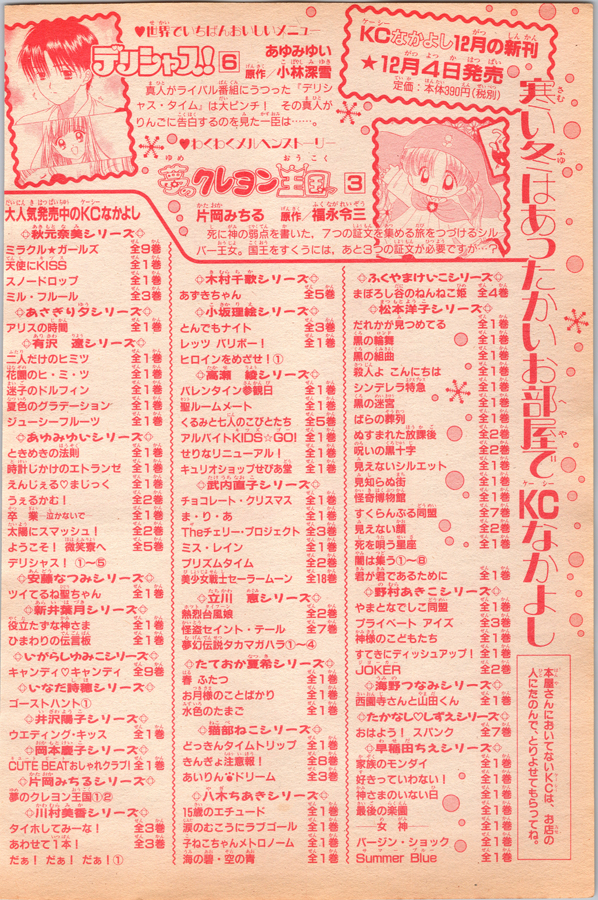 KCなかよし12月の新刊
★12月4日発売
定価:本体390円(税別)
♥世界でいちばんおいしいメニュー
デリシャス! 6
あゆみゆい
原作/小林深雪
真人がライバル番組にうつった『デリシャス・タイム』は大ピンチ! その真人がりんごに告白するのを見た一臣は……。
♥わくわくメルヘンストーリー
夢のクレヨン王国 3
片岡みちる 原作/福永令三
死に神の弱点を書いた、7つの証文を集める旅をつづけるシルバー王女。国王をすくうには、あと3つの証文が必要ですが…?
寒い冬はあったかいお部屋でKCなかよし
大人気発売中のKCなかよし
◇秋元奈美シリーズ◇
ミラクル★ガールズ 全9巻
天使にKISS 全1巻
スノードロップ 全1巻
ミル・フルール 全3巻
◇あさぎり夕シリーズ◇
アリスの時間 全1巻
◇有沢 遼シリーズ◇
二人だけのヒミツ 全1巻
花園のヒ・ミ・ツ 全1巻
迷子のドルフィン 全1巻
夏色のグラデーション 全1巻
ジューシーフルーツ 全1巻
◇あゆみゆいシリーズ◇
ときめきの法則 全1巻
時計じかけのエトランゼ 全1巻
えんじぇる♡まじっく 全1巻
うぇるかむ! 全2巻
卒業―泣かないで 全1巻
太陽にスマッシュ! 全2巻
ようこそ!微笑寮へ 全5巻
デリシャス! ①〜⑤
◇安藤なつみシリーズ◇
ツイてるね聖ちゃん 全1巻
◇新井葉月シリーズ◇
お立たずな神さま 全1巻
ひまわりの伝言板 全1巻
◇いがらしゆみこシリーズ◇
キャンディ♡キャンディ 全9巻
◇いなだ詩穂シリーズ◇
ゴーストハント①
◇井沢陽子シリーズ◇
ウエディング・キッス 全1巻
◇岡本慶子シリーズ◇
CUTE BEATおしゃれクラブ! 全1巻
◇片岡みちるシリーズ◇
夢のクレヨン王国①②
◇川村美香シリーズ◇
タイホしてみーな! 全3巻
あわせて1本! 全3巻
だぁ!だぁ!だぁ!①
◇木村千歌シリーズ◇
あずきちゃん 全5巻
◇小坂理絵シリーズ◇
とんでもナイト 全3巻
レッツ パリポー! 全1巻
ヒロインをめざせ!①
◇高瀬 綾シリーズ◇
バレンタイン参観日 全1巻
聖ルームメート 全1巻
くるみと七人のこびとたち 全5巻
アルバイトKIDS☆GO! 全1巻
せりなリニューアル! 全1巻
キュリオショップせぴあ堂 全1巻
◇武内直子シリーズ◇
チョコレート・クリスマス 全1巻
ま・り・あ 全1巻
Theチェリー・プロジェクト 全3巻
ミス・レイン 全1巻
プリズムタイム 全2巻
美少女戦士セーラームーン 全18巻
◇立川 恵シリーズ◇
熱烈台風娘 全2巻
怪盗セイント・テール 全7巻
夢幻伝説タカマガハラ①〜④
◇たておか夏希シリーズ◇
春 ふたつ 全1巻
お月様のことばかり 全1巻
水色のたまご 全1巻
◇猫部ねこシリーズ◇
どっきんタイムトリップ 全1巻
きんぎょ注意報! 全8巻
あいりんドリーム 全3巻
◇八木ちあきシリーズ◇
15歳のエチュード 全1巻
涙のむこうにラブゴール 全1巻
子ねこちゃんメトロノーム 全1巻
海の碧・空の青 全1巻
◇ふくやまけいこシリーズ◇
まぼろし谷のねんねこ姫 全4巻
◇松本洋子シリーズ◇
だれかが見つめてる 全1巻
黒の輪舞 全1巻
黒の組曲 全1巻
殺人よ こんにちは 全1巻
シンデレラ特急 全1巻
黒の迷宮 全1巻
ばらの葬列 全1巻
ぬすまれた放課後 全2巻
呪いの黒十字 全2巻
見えないシルエット 全1巻
見知らぬ街 全1巻
怪奇博物館 全1巻
すくらんぶる同盟 全7巻
見えない顔 全2巻
死を唄う星座 全1巻
闇は集う①〜⑧
君が君であるために 全1巻
◇野村あきこシリーズ◇
やまとなでしこ同盟 全1巻
プライベート アイズ 全3巻
神様のこどもたち 全1巻
すてきにディッシュアップ! 全1巻
JOKER 全2巻
◇海野つなみシリーズ◇
西園寺さんと山田くん 全1巻
◇たかなし♡しずえシリーズ◇
おはよう!スパンク 全7巻
◇早稲田ちえシリーズ◇
家族のモンダイ 全1巻
好きっていわない! 全1巻
神さまのいない日 全1巻
最後の楽園 全1巻
―女神― 全1巻
バージン・ショック 全1巻
Summer Blue 全1巻
本屋さんにおいてないKCは、お店の人にたのんで、とりよせてもらってね。